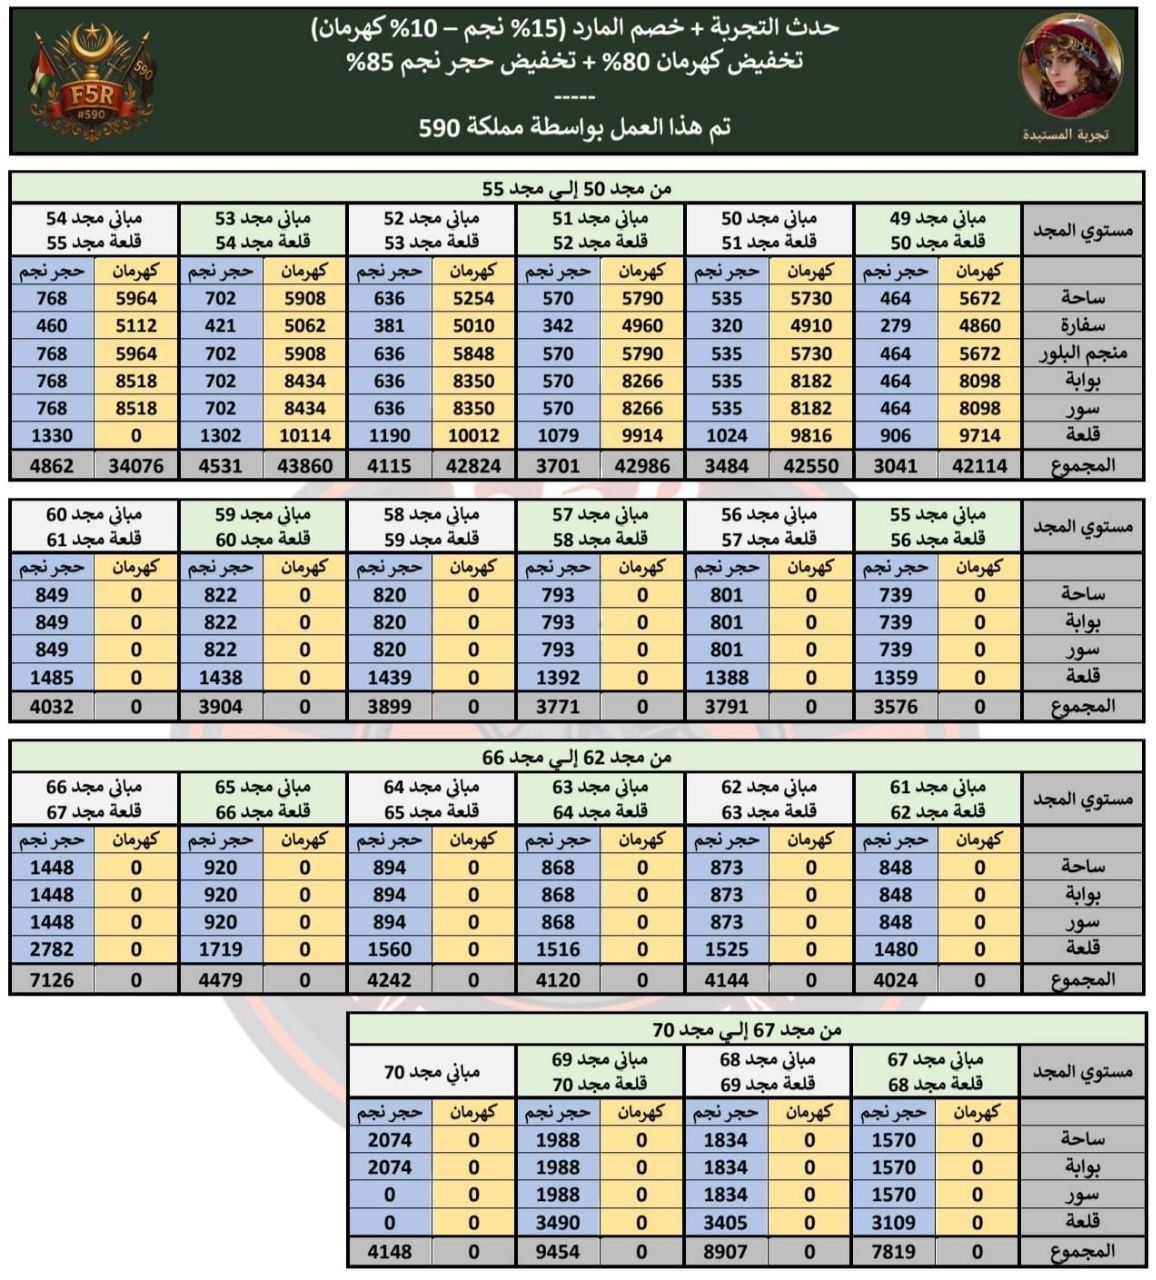 حدث التجربة + خصم المارد (15% نجم – 10% كهرمان)
تخفيض كهرمان 80% + تخفيض حجر نجم 85%
-----
تم هذا العمل بواسطة مملكة 590
تجربة المستبدة
590
F5R
#590
من مجد 50 إلى مجد 55
مستوي المجد | مباني مجد 49 | مباني مجد 50 | مباني مجد 51 | مباني مجد 52 | مباني مجد 53 | مباني مجد 54
قلعة مجد 50 | قلعة مجد 51 | قلعة مجد 52 | قلعة مجد 53 | قلعة مجد 54 | قلعة مجد 55
كهرمان | حجر نجم | كهرمان | حجر نجم | كهرمان | حجر نجم | كهرمان | حجر نجم | كهرمان | حجر نجم | كهرمان | حجر نجم
ساحة | 5672 | 464 | 5730 | 535 | 5790 | 570 | 5254 | 636 | 5908 | 702 | 5964 | 768
سفارة | 4860 | 279 | 4910 | 320 | 4960 | 342 | 5010 | 381 | 5062 | 421 | 5112 | 460
منجم البلور | 5672 | 464 | 5730 | 535 | 5790 | 570 | 5848 | 636 | 5908 | 702 | 5964 | 768
بوابة | 8098 | 464 | 8182 | 535 | 8266 | 570 | 8350 | 636 | 8434 | 702 | 8518 | 768
سور | 8098 | 464 | 8182 | 535 | 8266 | 570 | 8350 | 636 | 8434 | 702 | 8518 | 768
قلعة | 9714 | 906 | 9816 | 1024 | 9914 | 1079 | 10012 | 1190 | 10114 | 1302 | 0 | 1330
المجموع | 42114 | 3041 | 42550 | 3484 | 42986 | 3701 | 42824 | 4115 | 43860 | 4531 | 34076 | 4862
مستوي المجد | مباني مجد 55 | مباني مجد 56 | مباني مجد 57 | مباني مجد 58 | مباني مجد 59 | مباني مجد 60
قلعة مجد 56 | قلعة مجد 57 | قلعة مجد 58 | قلعة مجد 59 | قلعة مجد 60 | قلعة مجد 61
كهرمان | حجر نجم | كهرمان | حجر نجم | كهرمان | حجر نجم | كهرمان | حجر نجم | كهرمان | حجر نجم | كهرمان | حجر نجم
ساحة | 0 | 739 | 0 | 801 | 0 | 793 | 0 | 820 | 0 | 822 | 0 | 849
بوابة | 0 | 739 | 0 | 801 | 0 | 793 | 0 | 820 | 0 | 822 | 0 | 849
سور | 0 | 739 | 0 | 801 | 0 | 793 | 0 | 820 | 0 | 822 | 0 | 849
قلعة | 0 | 1359 | 0 | 1388 | 0 | 1392 | 0 | 1439 | 0 | 1438 | 0 | 1485
المجموع | 0 | 3576 | 0 | 3791 | 0 | 3771 | 0 | 3899 | 0 | 3904 | 0 | 4032
من مجد 62 إلى مجد 66
مستوي المجد | مباني مجد 61 | مباني مجد 62 | مباني مجد 63 | مباني مجد 64 | مباني مجد 65 | مباني مجد 66
قلعة مجد 62 | قلعة مجد 63 | قلعة مجد 64 | قلعة مجد 65 | قلعة مجد 66 | قلعة مجد 67
كهرمان | حجر نجم | كهرمان | حجر نجم | كهرمان | حجر نجم | كهرمان | حجر نجم | كهرمان | حجر نجم | كهرمان | حجر نجم
ساحة | 0 | 848 | 0 | 873 | 0 | 868 | 0 | 894 | 0 | 920 | 0 | 1448
بوابة | 0 | 848 | 0 | 873 | 0 | 868 | 0 | 894 | 0 | 920 | 0 | 1448
سور | 0 | 848 | 0 | 873 | 0 | 868 | 0 | 894 | 0 | 920 | 0 | 1448
قلعة | 0 | 1480 | 0 | 1525 | 0 | 1516 | 0 | 1560 | 0 | 1719 | 0 | 2782
المجموع | 0 | 4024 | 0 | 4144 | 0 | 4120 | 0 | 4242 | 0 | 4479 | 0 | 7126
من مجد 67 إلى مجد 70
مستوي المجد | مباني مجد 67 | مباني مجد 68 | مباني مجد 69 | مباني مجد 70
قلعة مجد 68 | قلعة مجد 69 | قلعة مجد 70
كهرمان | حجر نجم | كهرمان | حجر نجم | كهرمان | حجر نجم | كهرمان | حجر نجم
ساحة | 0 | 1570 | 0 | 1834 | 0 | 1988 | 0 | 2074
بوابة | 0 | 1570 | 0 | 1834 | 0 | 1988 | 0 | 2074
سور | 0 | 1570 | 0 | 1834 | 0 | 1988 | 0 | 0
قلعة | 0 | 3109 | 0 | 3405 | 0 | 3490 | 0 | 0
المجموع | 0 | 7819 | 0 | 8907 | 0 | 9454 | 0 | 4148